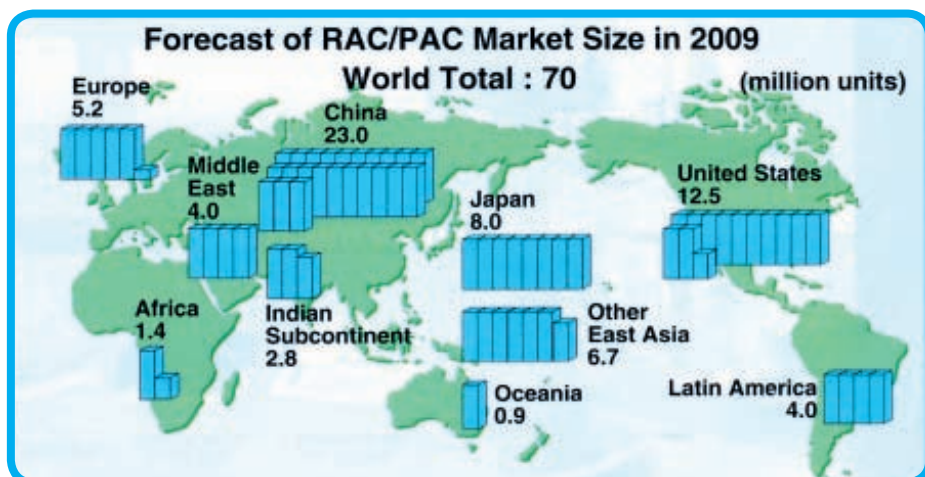 Forecast of RAC/PAC Market Size in 2009
World Total : 70
(million units)
Europe
5.2
China
23.0
Middle
East
4.0
Japan
8.0
United States
12.5
Africa
1.4
Indian
Subcontinent
2.8
Other
East Asia
6.7
Oceania
0.9
Latin America
4.0